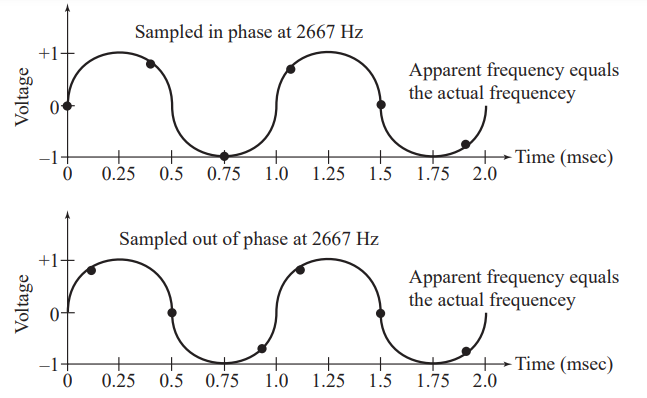 Sampled in phase at 2667 Hz
+1
Apparent frequency equals
the actual frequencey
Voltage
0
−1
Time (msec)
0 0.25 0.5 0.75 1.0 1.25 1.5 1.75 2.0
Sampled out of phase at 2667 Hz
+1
Apparent frequency equals
the actual frequencey
Voltage
0
−1
Time (msec)
0 0.25 0.5 0.75 1.0 1.25 1.5 1.75 2.0